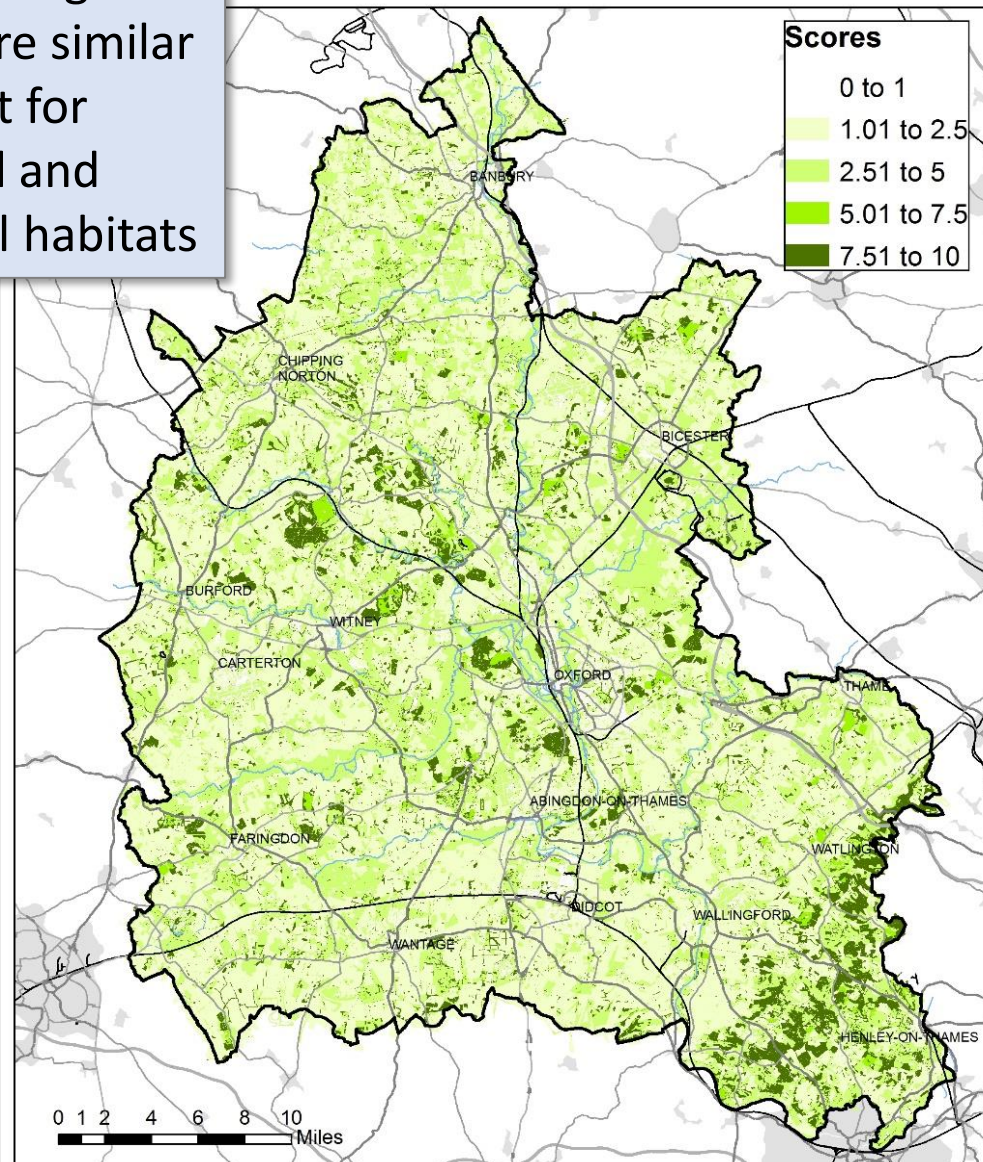 re similar
t for
and
l habitats
Scores
0 to 1
1.01 to 2.5
2.51 to 5
5.01 to 7.5
7.51 to 10
BANBURY
CHIPPING
NORTON
BICESTER
BURFORD
WITNEY
CARTERTON
OXFORD
THAME
ABINGDON-ON-THAMES
FARINGDON
WATLINGTON
DIDCOT
WALLINGFORD
WANTAGE
HENLEY-ON-THAMES
0 1 2 4 6 8 10
Miles